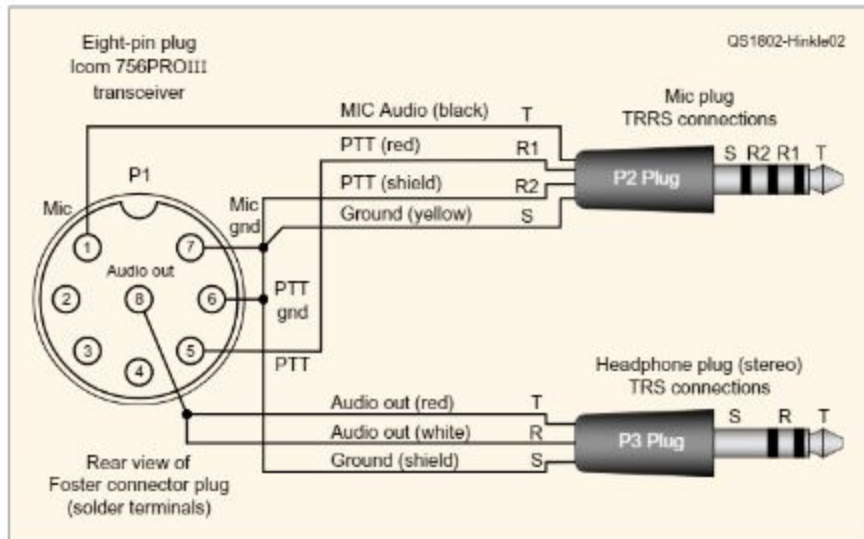 QS1802-Hinkle02
Eight-pin plug
Icom 756PROIII
transceiver
P1
Mic
Mic
gnd
1
7
Audio out
2
8
6
PTT
gnd
3
5
4
PTT
Rear view of
Foster connector plug
(solder terminals)
MIC Audio (black) T
PTT (red) R1
PTT (shield) R2
Ground (yellow) S
Mic plug
TRRS connections
S R2 R1 T
P2 Plug
Audio out (red) T
Audio out (white) R
Ground (shield) S
Headphone plug (stereo)
TRS connections
S R T
P3 Plug